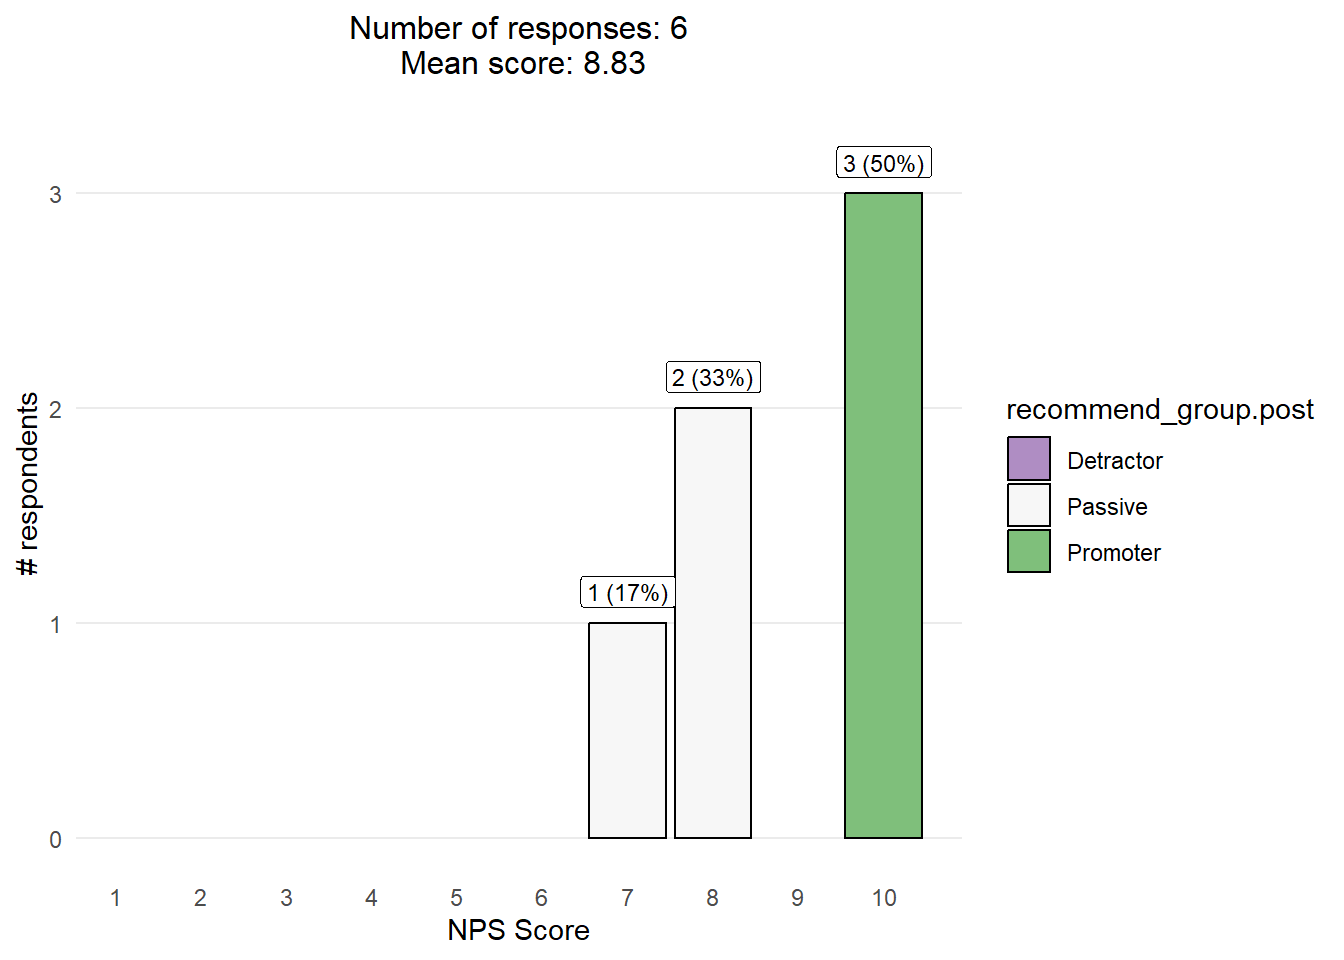 Number of responses: 6
Mean score: 8.83
3 (50%)
2 (33%)
1 (17%)
3
2
1
0
# respondents
1 2 3 4 5 6 7 8 9 10
NPS Score
recommend_group.post
Detractor
Passive
Promoter